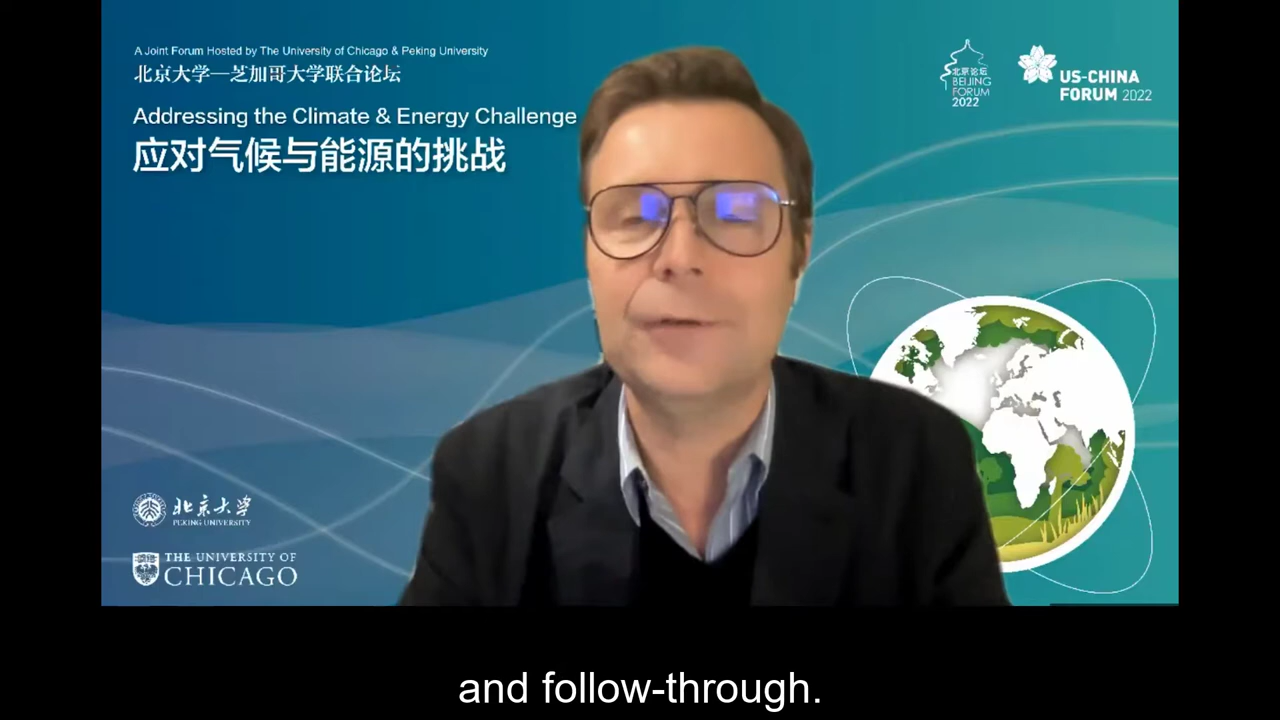 A Joint Forum Hosted by The University of Chicago & Peking University
北京大学—芝加哥大学联合论坛
Addressing the Climate & Energy Challenge
应对气候与能源的挑战
北京论坛
BEIJING
FORUM
2022
US-CHINA
FORUM 2022
北京大学
PEKING UNIVERSITY
THE UNIVERSITY OF
CHICAGO
and follow-through.